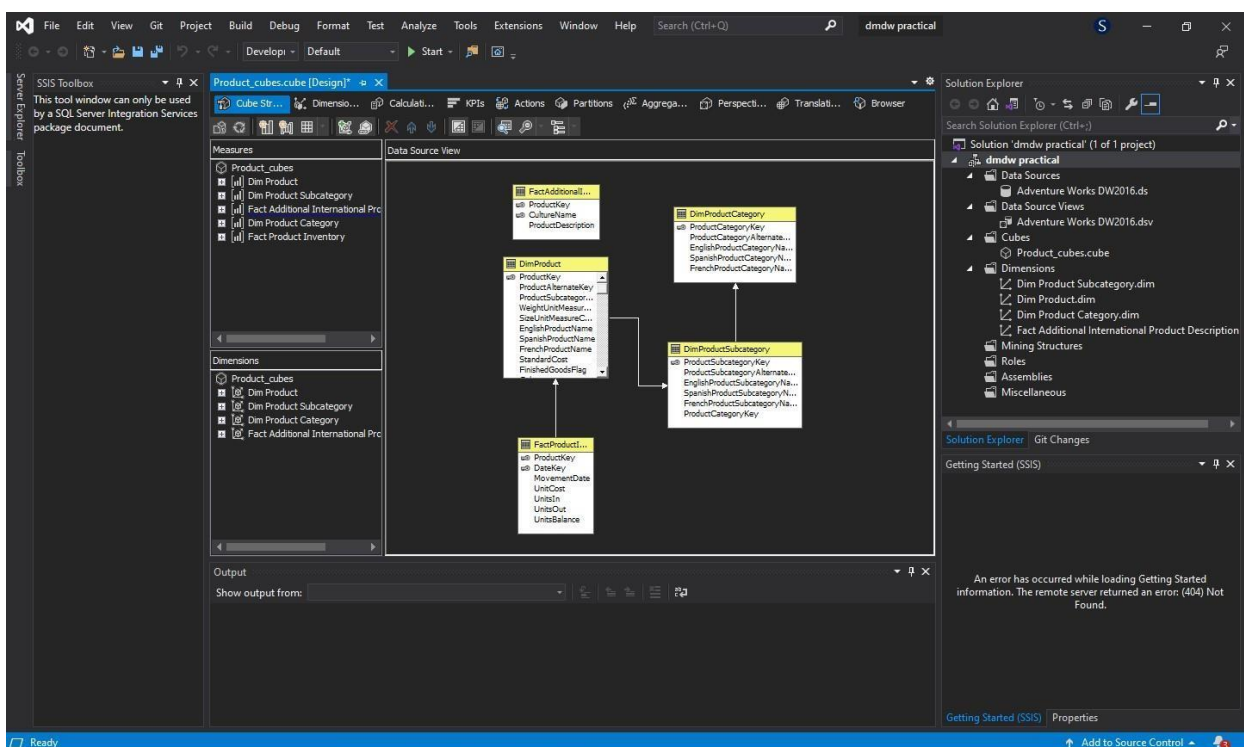 File Edit View Git Project Build Debug Format Test Analyze Tools Extensions Window Help Search (Ctrl+Q) dmdw practical S
Developi Default Start
Server Explorer
Toolbox
SSIS Toolbox
This tool window can only be used
by a SQL Server Integration Services
package document.
Product_cubes.cube [Design]*
Cube Str... Dimensio... Calculati... KPIs Actions Partitions Aggrega... Perspecti... Translati... Browser
Measures
Product_cubes
Dim Product
Dim Product Subcategory
Fact Additional International Pro
Dim Product Category
Fact Product Inventory
Dimensions
Product_cubes
Dim Product
Dim Product Subcategory
Dim Product Category
Fact Additional International Pro
Data Source View
FactAdditionalI...
ProductKey
CultureName
ProductDescription
DimProductCategory
ProductCategoryKey
ProductCategoryAlternate...
EnglishProductCategoryNa...
SpanishProductCategoryN...
FrenchProductCategoryNa...
DimProduct
ProductKey
ProductAlternateKey
ProductSubcategor...
WeightUnitMeasur...
SizeUnitMeasureC...
EnglishProductName
SpanishProductName
FrenchProductName
StandardCost
FinishedGoodsFlag
DimProductSubcategory
ProductSubcategoryKey
ProductSubcategoryAlternate...
EnglishProductSubcategoryNa...
SpanishProductSubcategoryN...
FrenchProductSubcategoryNa...
ProductCategoryKey
FactProductI...
ProductKey
DateKey
MovementDate
UnitCost
UnitsIn
UnitsOut
UnitsBalance
Output
Show output from:
Solution Explorer
Search Solution Explorer (Ctrl+;)
Solution 'dmdw practical' (1 of 1 project)
dmdw practical
Data Sources
Adventure Works DW2016.ds
Data Source Views
Adventure Works DW2016.dsv
Cubes
Product_cubes.cube
Dimensions
Dim Product Subcategory.dim
Dim Product.dim
Dim Product Category.dim
Fact Additional International Product Description
Mining Structures
Roles
Assemblies
Miscellaneous
Solution Explorer Git Changes
Getting Started (SSIS)
An error has occurred while loading Getting Started
information. The remote server returned an error: (404) Not
Found.
Getting Started (SSIS) Properties
Ready
Add to Source Control